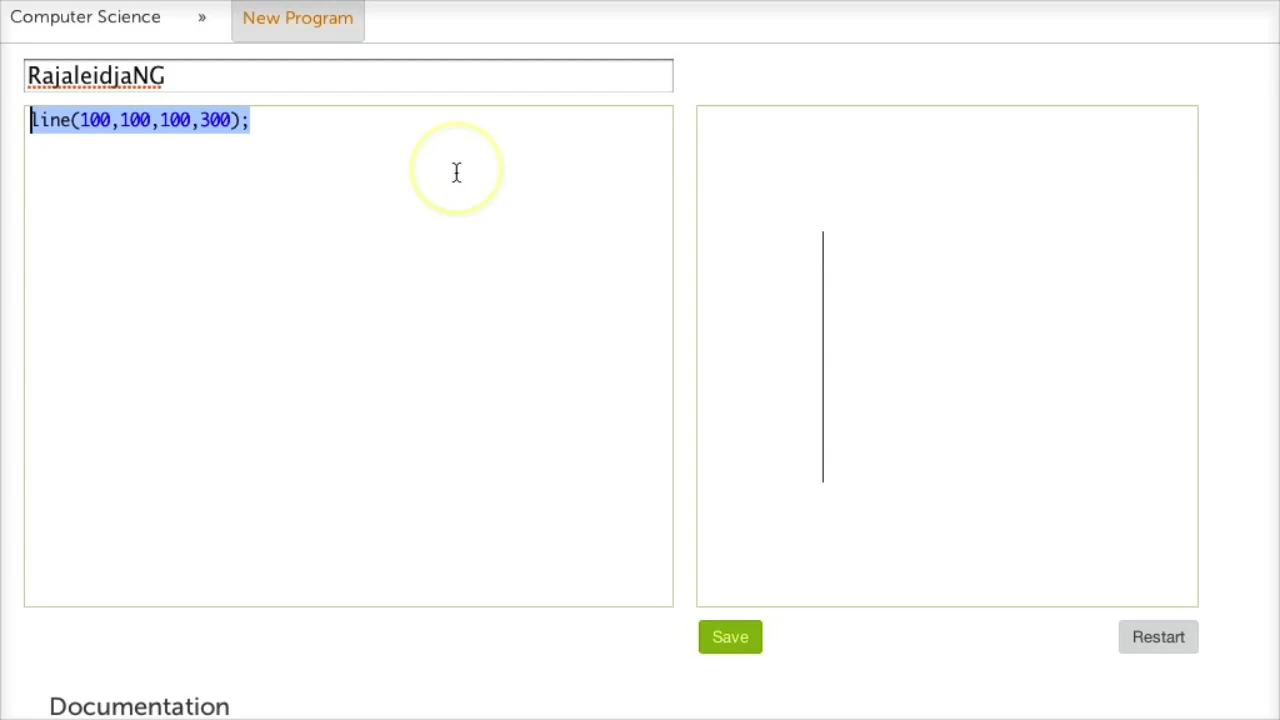 Computer Science » New Program
RajaleidjaNG
line(100,100,100,300);
Save Restart
Documentation